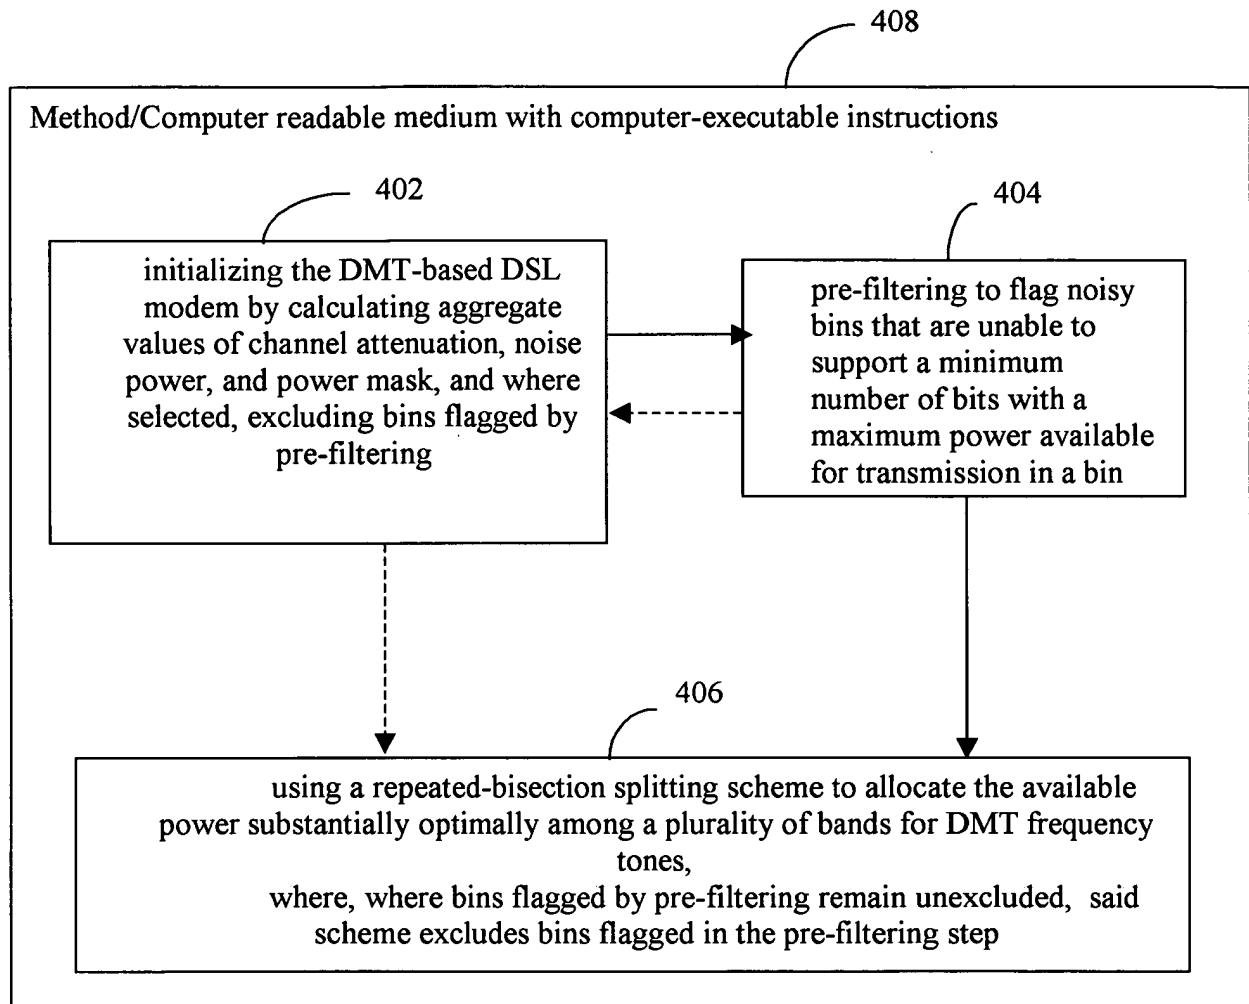 408
Method/Computer readable medium with computer-executable instructions
402
initializing the DMT-based DSL
modem by calculating aggregate
values of channel attenuation, noise
power, and power mask, and where
selected, excluding bins flagged by
pre-filtering
404
pre-filtering to flag noisy
bins that are unable to
support a minimum
number of bits with a
maximum power available
for transmission in a bin
406
using a repeated-bisection splitting scheme to allocate the available
power substantially optimally among a plurality of bands for DMT frequency
tones,
where, where bins flagged by pre-filtering remain unexcluded, said
scheme excludes bins flagged in the pre-filtering step